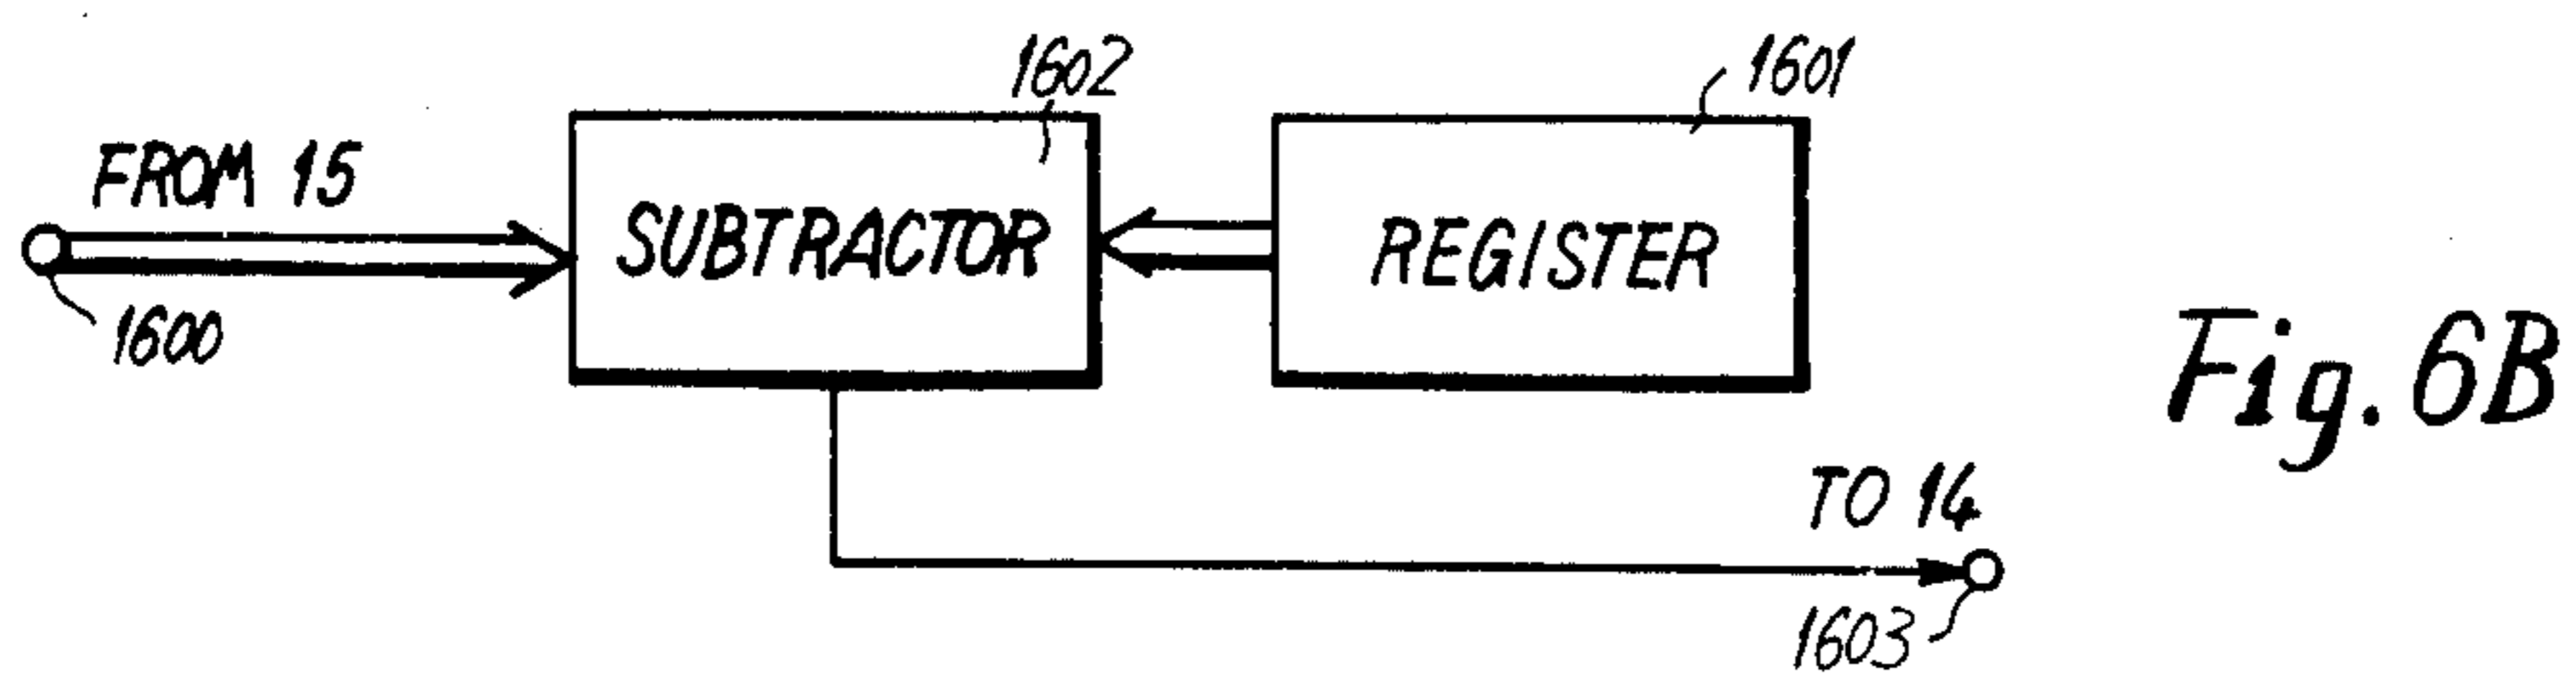 1602
1601
FROM 15
SUBTRACTOR
REGISTER
1600
Fig. 6B
TO 14
1603